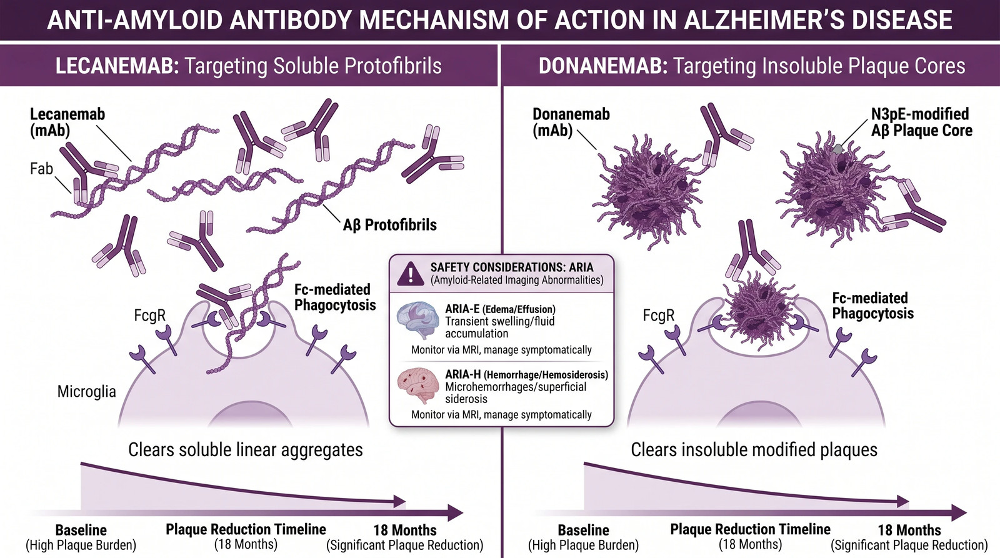 ANTI-AMYLOID ANTIBODY MECHANISM OF ACTION IN ALZHEIMER'S DISEASE
LECANEMAB: Targeting Soluble Protofibrils
Lecanemab
(mAb)
Fab
Aβ Protofibrils
Fc-mediated
Phagocytosis
FcgR
Microglia
Clears soluble linear aggregates
Baseline
(High Plaque Burden)
Plaque Reduction Timeline
(18 Months)
18 Months
(Significant Plaque Reduction)
SAFETY CONSIDERATIONS: ARIA
(Amyloid-Related Imaging Abnormalities)
ARIA-E (Edema/Effusion)
Transient swelling/fluid
accumulation
Monitor via MRI, manage symptomatically
ARIA-H (Hemorrhage/Hemosiderosis)
Microhemorrhages/superficial
siderosis
Monitor via MRI, manage symptomatically
DONANEMAB: Targeting Insoluble Plaque Cores
Donanemab
(mAb)
N3pE-modified
Aβ Plaque Core
FcgR
Fc-mediated
Phagocytosis
Clears insoluble modified plaques
Baseline
(High Plaque Burden)
Plaque Reduction Timeline
(18 Months)
18 Months
(Significant Plaque Reduction)